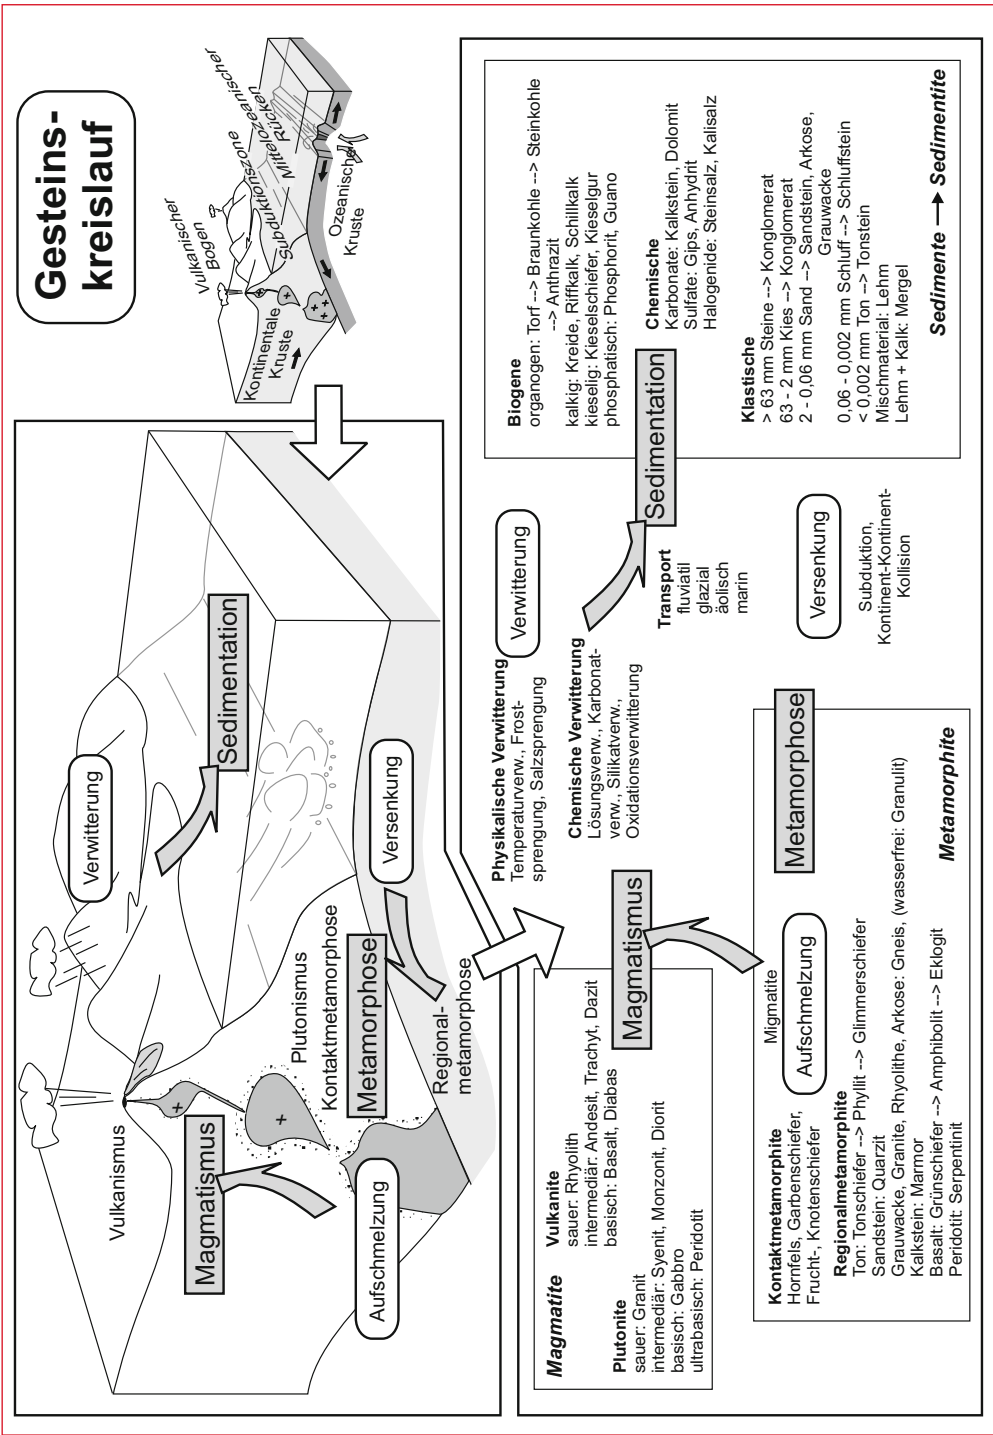 Gesteins-
kreislauf
Vulkanischer
Bogen
Subduktionszone
Mittelozeanischer
Rücken
Kontinentale
Kruste
Ozeanische
Kruste
Verwitterung
Sedimentation
Vulkanismus
Magmatismus
Plutonismus
Kontaktmetamorphose
Metamorphose
Versenkung
Regional-
metamorphose
Aufschmelzung
Magmatite
Vulkanite
sauer: Rhyolith
intermediär: Andesit, Trachyt, Dazit
basisch: Basalt, Diabas
Plutonite
sauer: Granit
intermediär: Syenit, Monzonit, Diorit
basisch: Gabbro
ultrabasisch: Peridotit
Magmatismus
Physikalische Verwitterung
Temperaturverw., Frost-
sprengung, Salzsprengung
Verwitterung
Chemische Verwitterung
Lösungsverw., Karbonat-
verw., Silikatverw.,
Oxidationsverwitterung
Transport
fluviatil
glazial
äolisch
marin
Sedimentation
Biogene
organogen: Torf --> Braunkohle --> Steinkohle
--> Anthrazit
kalkig: Kreide, Riffkalk, Schillkalk
kieselig: Kieselschiefer, Kieselgur
phosphatisch: Phosphorit, Guano
Chemische
Karbonate: Kalkstein, Dolomit
Sulfate: Gips, Anhydrit
Halogenide: Steinsalz, Kalisalz
Klastische
> 63 mm Steine --> Konglomerat
63 - 2 mm Kies --> Konglomerat
2 - 0,06 mm Sand --> Sandstein, Arkose,
Grauwacke
0,06 - 0,002 mm Schluff --> Schluffstein
< 0,002 mm Ton --> Tonstein
Mischmaterial: Lehm
Lehm + Kalk: Mergel
Sedimente → Sedimentite
Versenkung
Subduktion,
Kontinent-Kontinent-
Kollision
Metamorphose
Migmatite
Aufschmelzung
Kontaktmetamorphite
Hornfels, Garbenschiefer,
Frucht-, Knotenschiefer
Regionalmetamorphite
Ton: Tonschiefer --> Phyllit --> Glimmerschiefer
Sandstein: Quarzit
Grauwacke, Granite, Rhyolithe, Arkose: Gneis, (wasserfrei: Granulit)
Kalkstein: Marmor
Basalt: Grünschiefer --> Amphibolit --> Eklogit
Peridotit: Serpentinit
Metamorphite